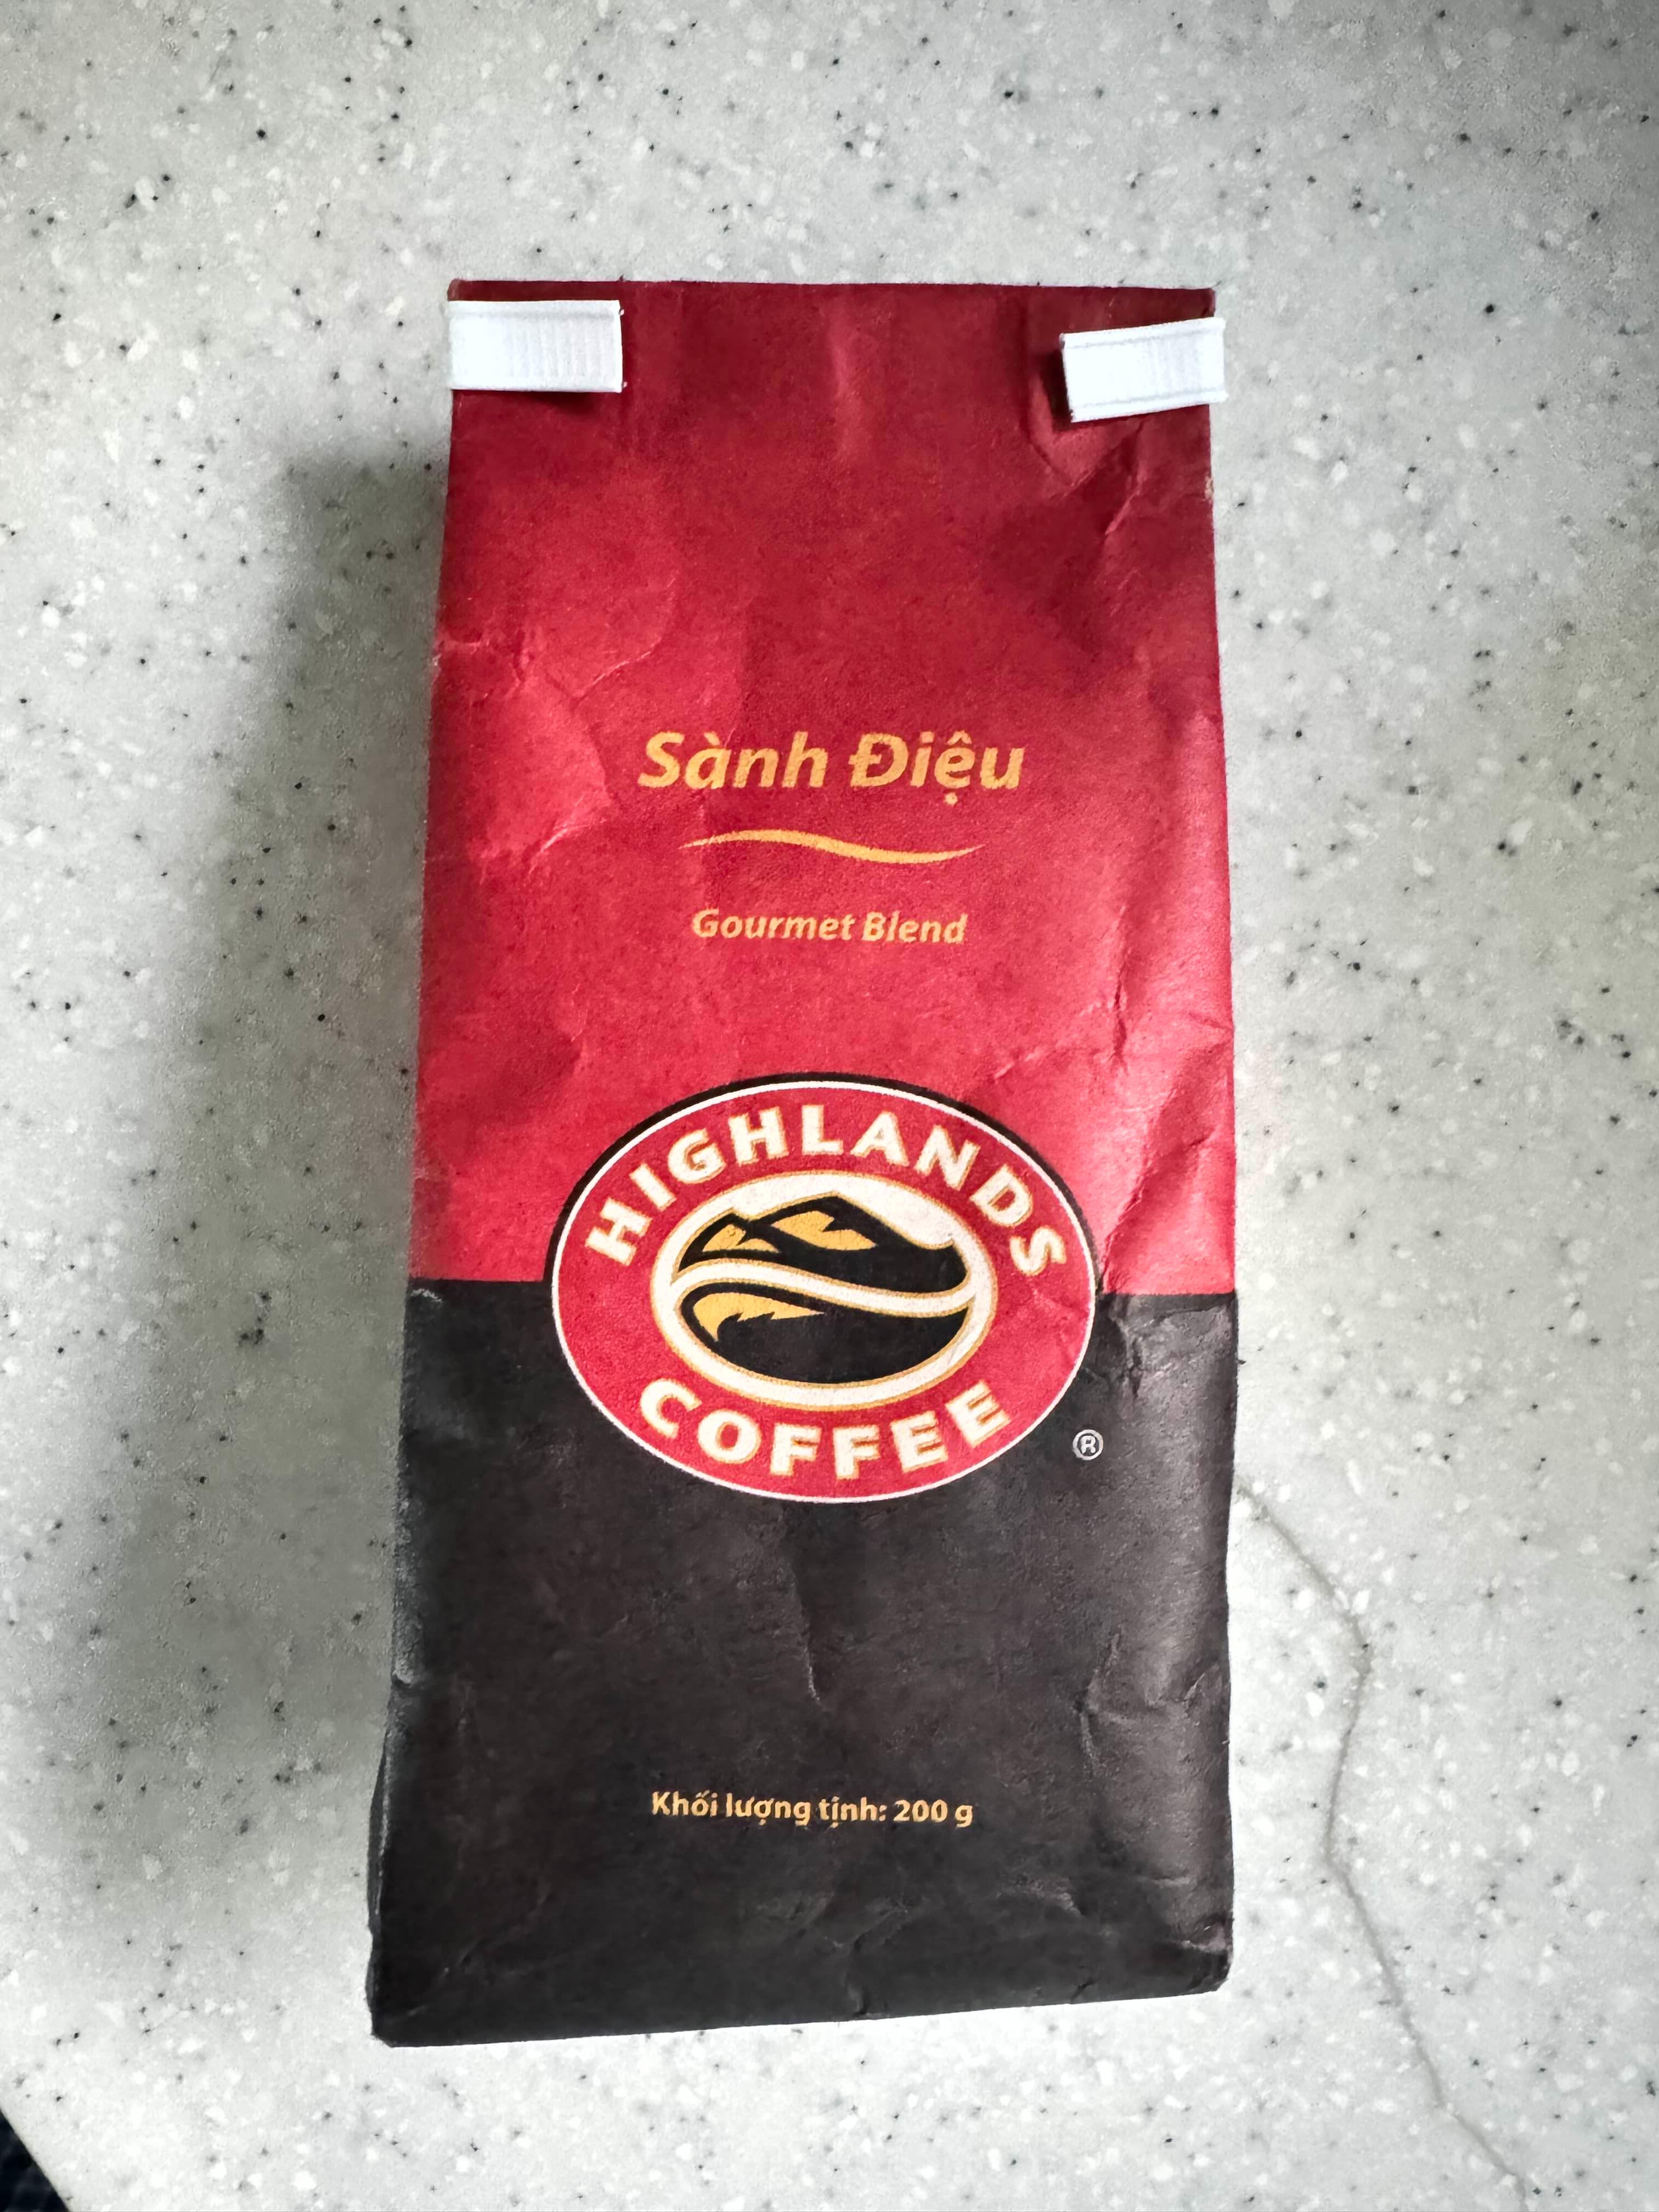 Sành Điệu
Gourmet Blend
HIGHLANDS
COFFEE
®
Khối lượng tịnh: 200 g